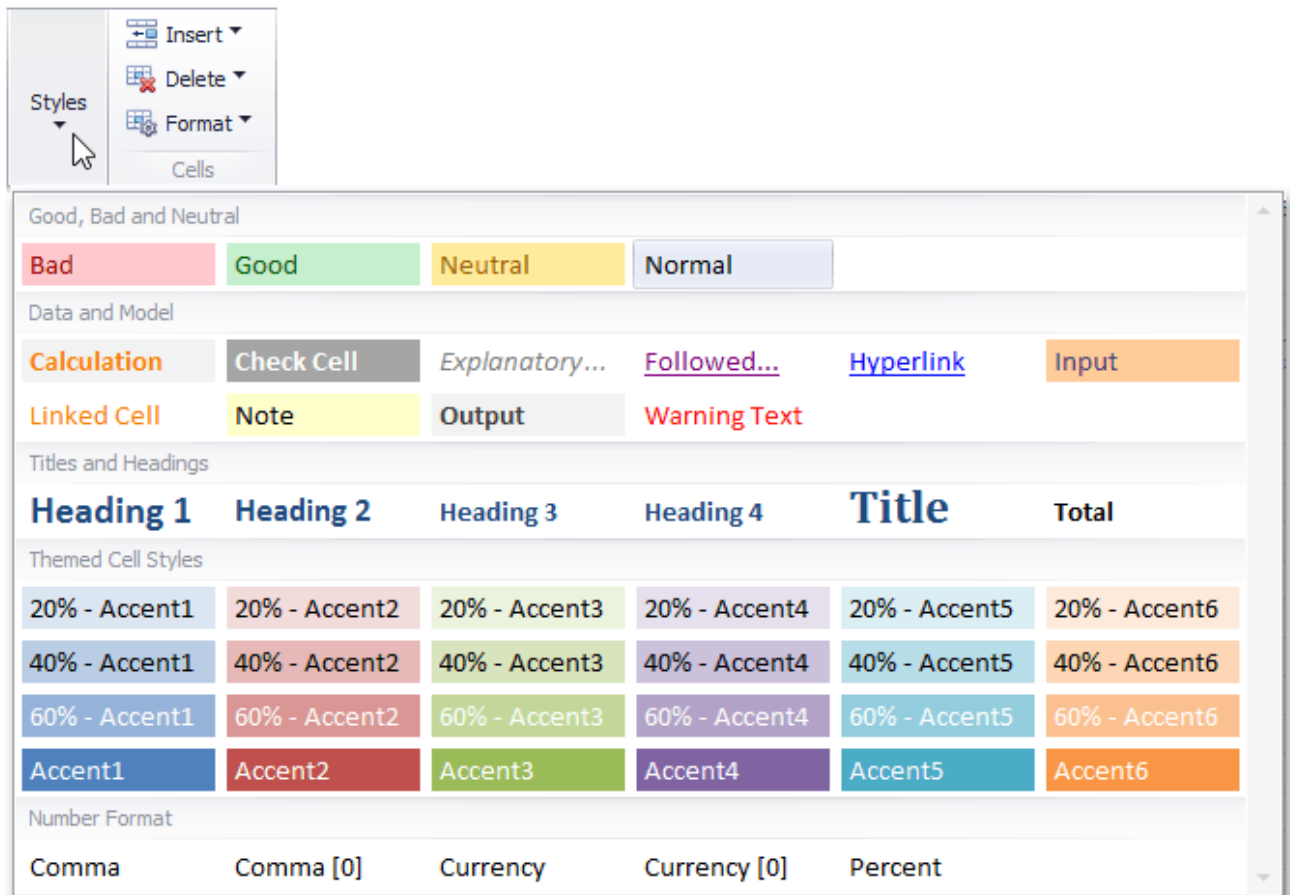 Insert
Delete
Styles
Format
Cells
Good, Bad and Neutral
Bad Good Neutral Normal
Data and Model
Calculation Check Cell Explanatory... Followed... Hyperlink Input
Linked Cell Note Output Warning Text
Titles and Headings
Heading 1 Heading 2 Heading 3 Heading 4 Title Total
Themed Cell Styles
20% - Accent1 20% - Accent2 20% - Accent3 20% - Accent4 20% - Accent5 20% - Accent6
40% - Accent1 40% - Accent2 40% - Accent3 40% - Accent4 40% - Accent5 40% - Accent6
60% - Accent1 60% - Accent2 60% - Accent3 60% - Accent4 60% - Accent5 60% - Accent6
Accent1 Accent2 Accent3 Accent4 Accent5 Accent6
Number Format
Comma Comma [0] Currency Currency [0] Percent